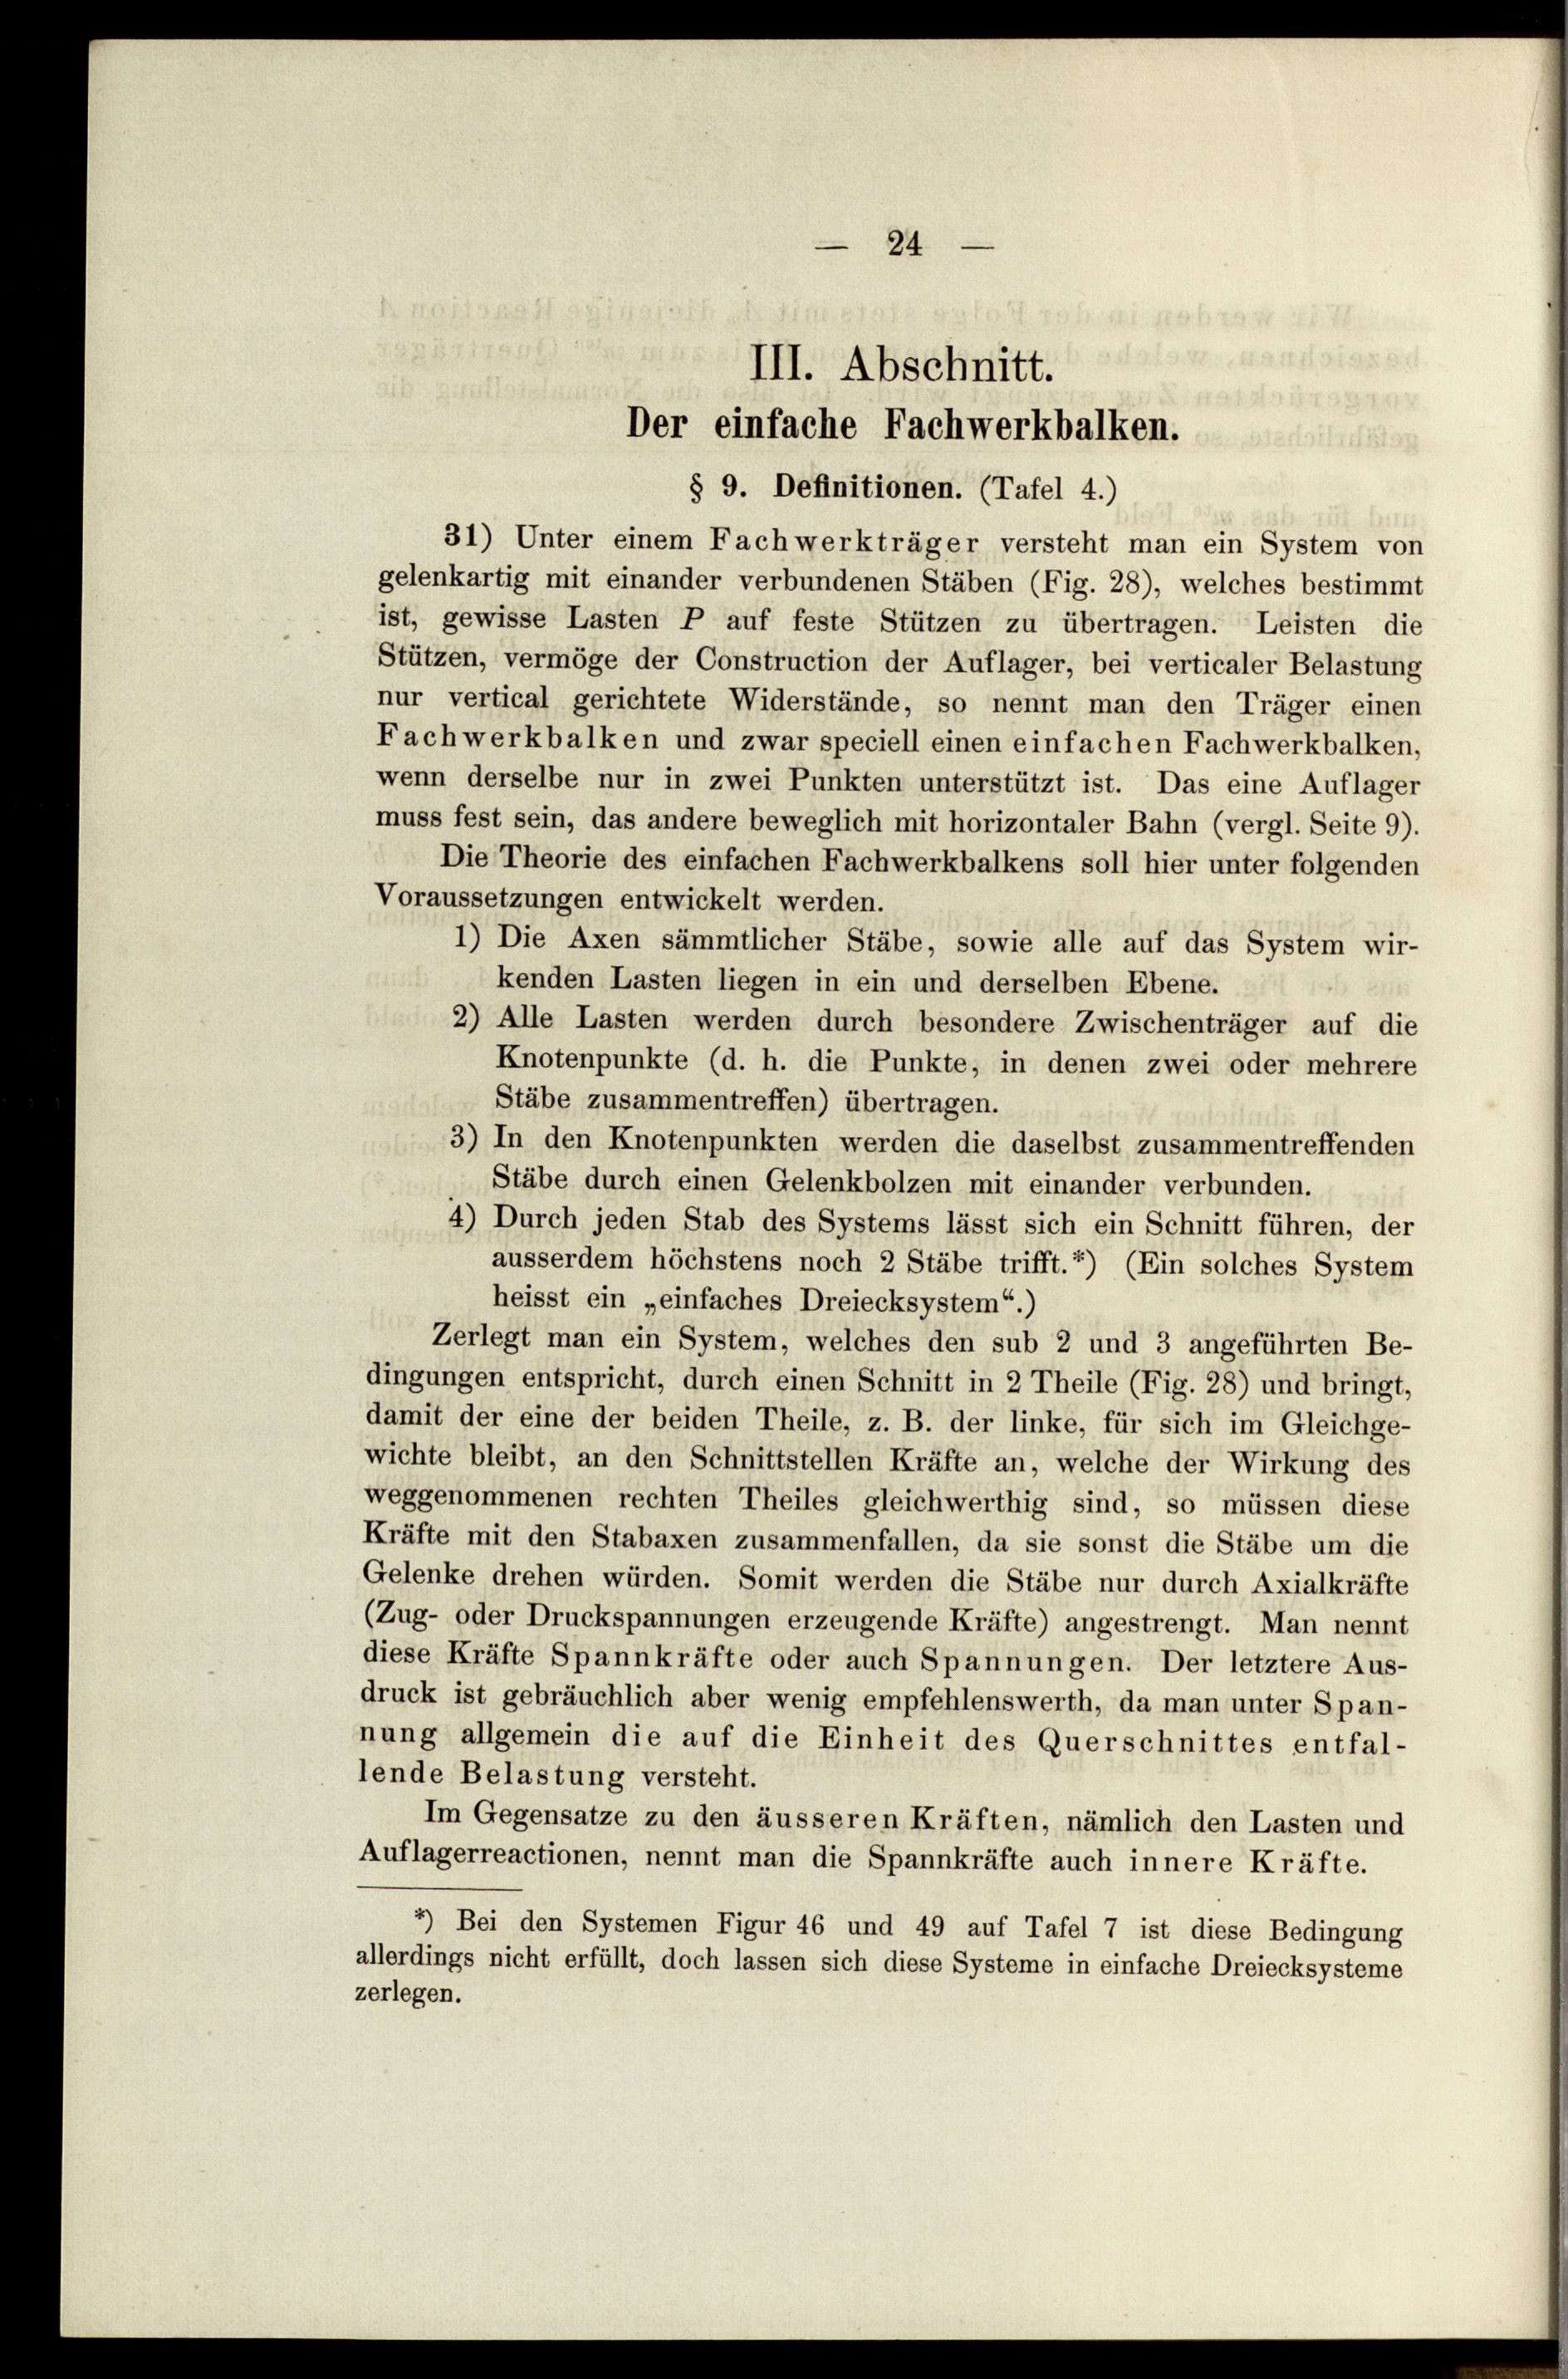 — 24 —
III. Abschnitt.
Der einfache Fachwerkbalken.
§ 9. Definitionen. (Tafel 4.)
31) Unter einem Fachwerkträger versteht man ein System von
gelenkartig mit einander verbundenen Stäben (Fig. 28), welches bestimmt
ist, gewisse Lasten P auf feste Stützen zu übertragen. Leisten die
Stützen, vermöge der Construction der Auflager, bei verticaler Belastung
nur vertical gerichtete Widerstände, so nennt man den Träger einen
Fachwerkbalken und zwar speciell einen einfachen Fachwerkbalken,
wenn derselbe nur in zwei Punkten unterstützt ist. Das eine Auflager
muss fest sein, das andere beweglich mit horizontaler Bahn (vergl. Seite 9).
Die Theorie des einfachen Fachwerkbalkens soll hier unter folgenden
Voraussetzungen entwickelt werden.
1) Die Axen sämmtlicher Stäbe, sowie alle auf das System wir-
kenden Lasten liegen in ein und derselben Ebene.
2) Alle Lasten werden durch besondere Zwischenträger auf die
Knotenpunkte (d. h. die Punkte, in denen zwei oder mehrere
Stäbe zusammentreffen) übertragen.
3) In den Knotenpunkten werden die daselbst zusammentreffenden
Stäbe durch einen Gelenkbolzen mit einander verbunden.
4) Durch jeden Stab des Systems lässt sich ein Schnitt führen, der
ausserdem höchstens noch 2 Stäbe trifft.*) (Ein solches System
heisst ein „einfaches Dreiecksystem“.)
Zerlegt man ein System, welches den sub 2 und 3 angeführten Be-
dingungen entspricht, durch einen Schnitt in 2 Theile (Fig. 28) und bringt,
damit der eine der beiden Theile, z. B. der linke, für sich im Gleichge-
wichte bleibt, an den Schnittstellen Kräfte an, welche der Wirkung des
weggenommenen rechten Theiles gleichwerthig sind, so müssen diese
Kräfte mit den Stabaxen zusammenfallen, da sie sonst die Stäbe um die
Gelenke drehen würden. Somit werden die Stäbe nur durch Axialkräfte
(Zug- oder Druckspannungen erzeugende Kräfte) angestrengt. Man nennt
diese Kräfte Spannkräfte oder auch Spannungen. Der letztere Aus-
druck ist gebräuchlich aber wenig empfehlenswerth, da man unter Span-
nung allgemein die auf die Einheit des Querschnittes entfal-
lende Belastung versteht.
Im Gegensatze zu den äusseren Kräften, nämlich den Lasten und
Auflagerreactionen, nennt man die Spannkräfte auch innere Kräfte.
*) Bei den Systemen Figur 46 und 49 auf Tafel 7 ist diese Bedingung
allerdings nicht erfüllt, doch lassen sich diese Systeme in einfache Dreiecksysteme
zerlegen.